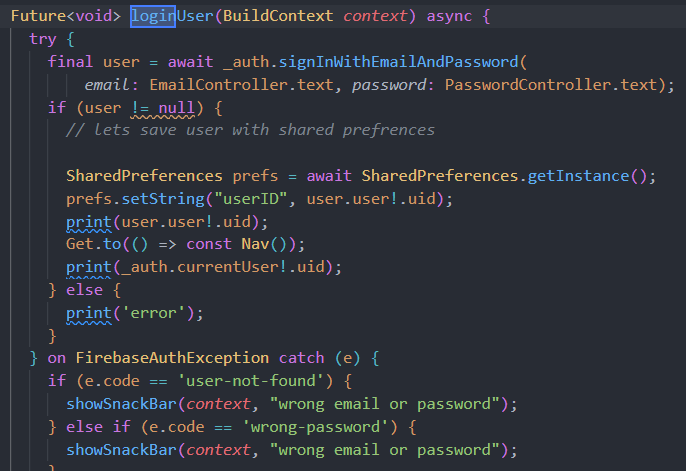 Future<void> loginUser(BuildContext context) async {
try {
final user = await _auth.signInWithEmailAndPassword(
email: EmailController.text, password: PasswordController.text);
if (user != null) {
// lets save user with shared prefrences
SharedPreferences prefs = await SharedPreferences.getInstance();
prefs.setString("userID", user.user!.uid);
print(user.user!.uid);
Get.to(() => const Nav());
print(_auth.currentUser!.uid);
} else {
print('error');
}
} on FirebaseAuthException catch (e) {
if (e.code == 'user-not-found') {
showSnackBar(context, "wrong email or password");
} else if (e.code == 'wrong-password') {
showSnackBar(context, "wrong email or password");
}